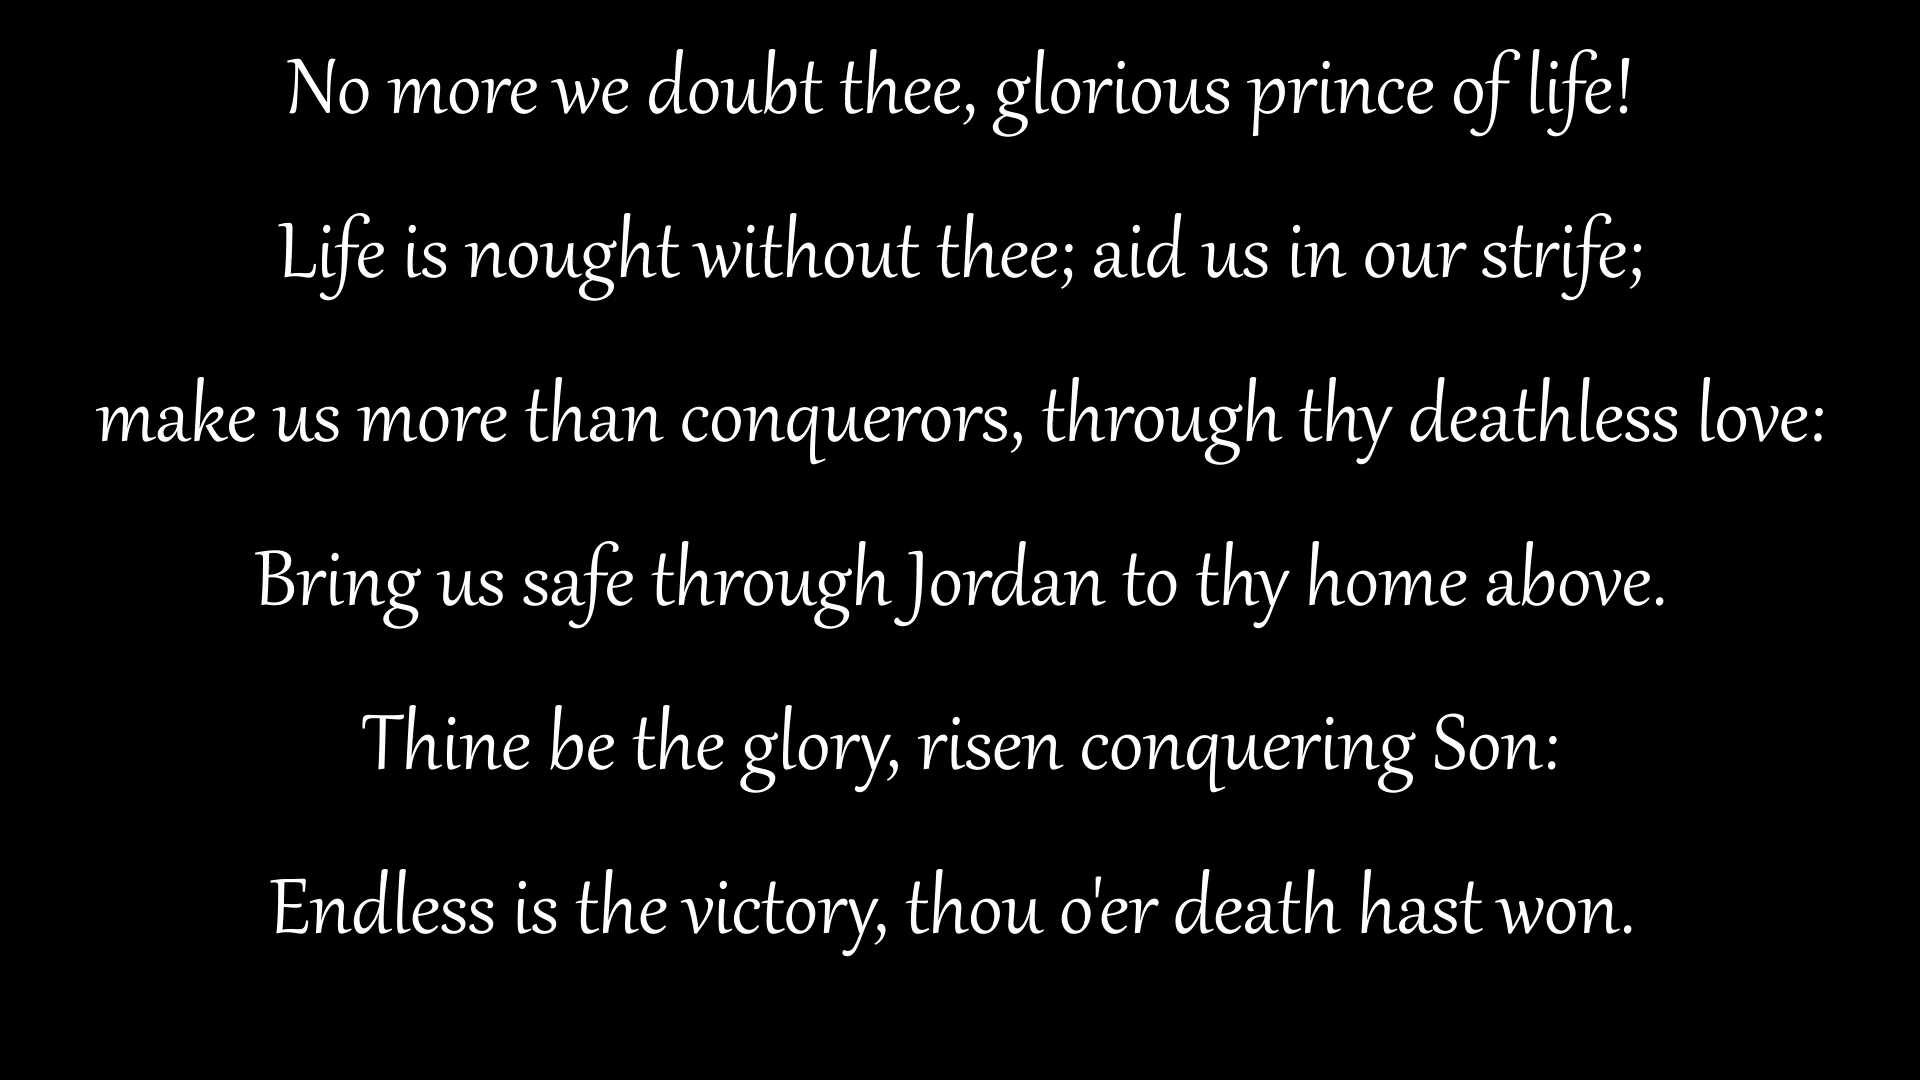 No more we doubt thee, glorious prince of life!
Life is nought without thee; aid us in our strife;
make us more than conquerors, through thy deathless love:
Bring us safe through Jordan to thy home above.
Thine be the glory, risen conquering Son:
Endless is the victory, thou o'er death hast won.